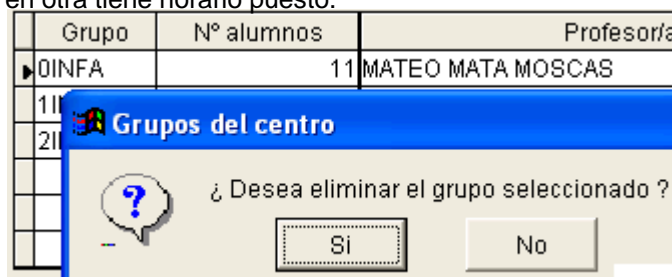 en otra tiene horario puesto.
Grupo Nº alumnos Profesor/a
0INFA 11 MATEO MATA MOSCAS
Grupos del centro
¿ Desea eliminar el grupo seleccionado ?
Si No